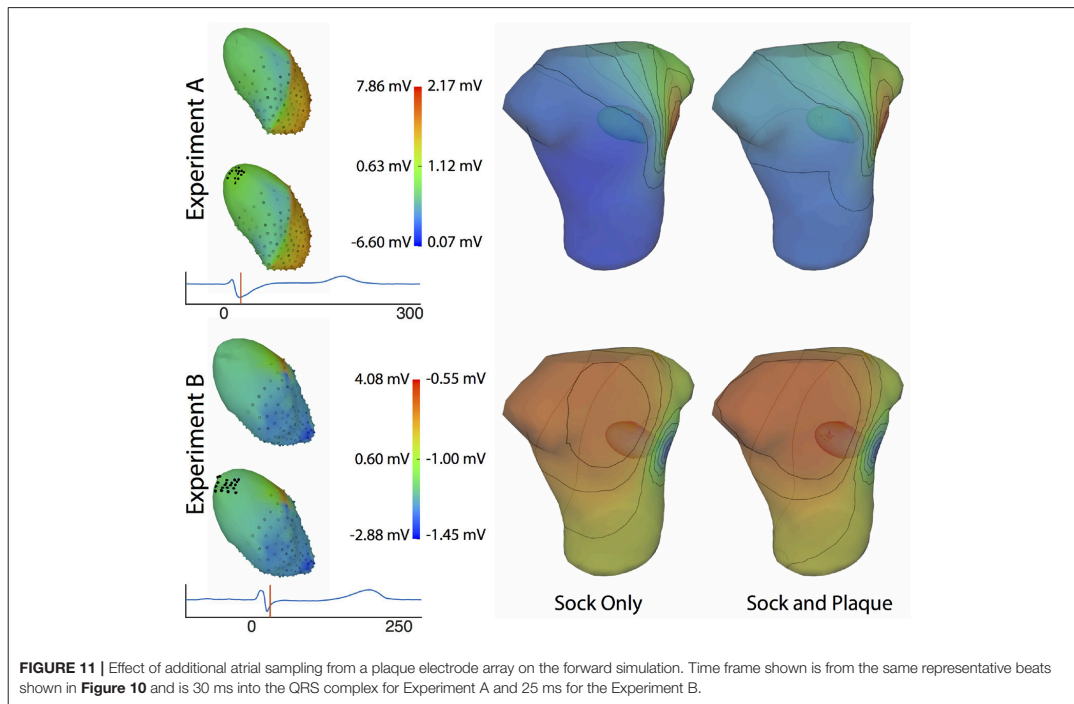 Experiment A
7.86 mV 2.17 mV
0.63 mV 1.12 mV
-6.60 mV 0.07 mV
0 300
Experiment B
4.08 mV -0.55 mV
0.60 mV -1.00 mV
-2.88 mV -1.45 mV
0 250
Sock Only Sock and Plaque
FIGURE 11 | Effect of additional atrial sampling from a plaque electrode array on the forward simulation. Time frame shown is from the same representative beats
shown in Figure 10 and is 30 ms into the QRS complex for Experiment A and 25 ms for the Experiment B.